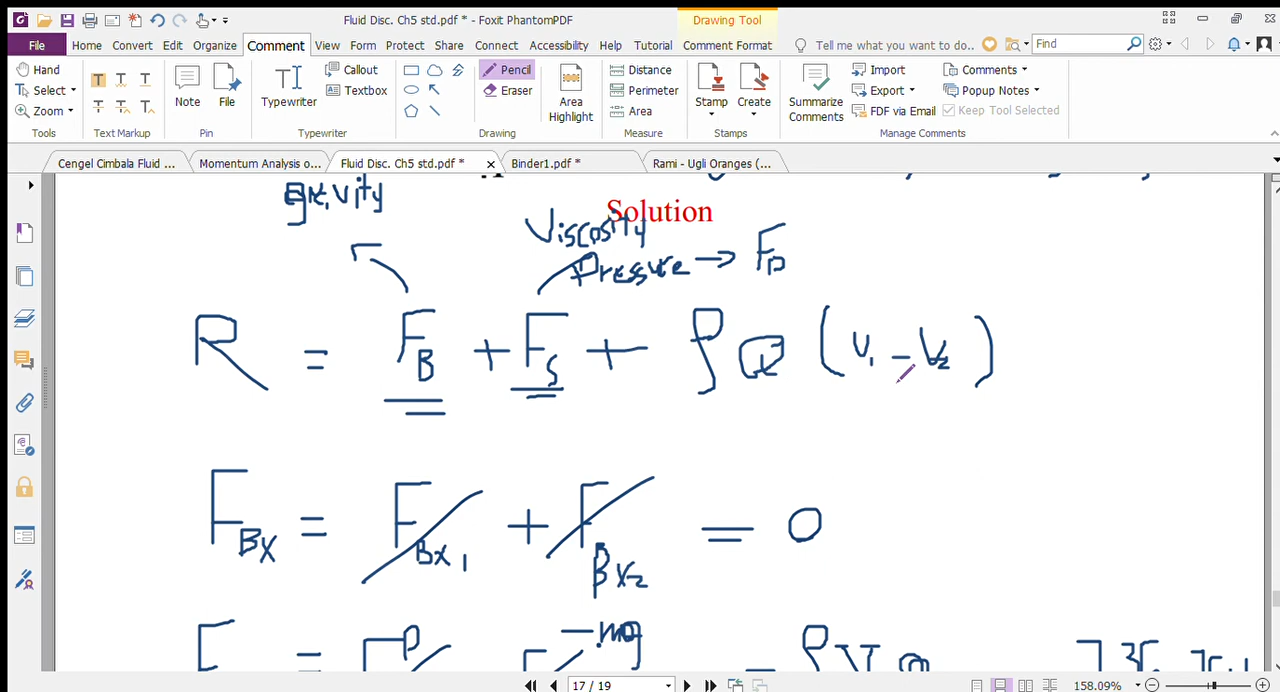 Fluid Disc. Ch5 std.pdf * - Foxit PhantomPDF
Drawing Tool
File Home Convert Edit Organize Comment View Form Protect Share Connect Accessibility Help Tutorial Comment Format Tell me what you want to do.. Find
Hand Select Zoom
Tools
Text Markup
Note File
Pin
Typewriter Callout Textbox
Typewriter
Pencil Eraser
Drawing
Area Highlight
Distance Perimeter Area
Measure
Stamp Create
Stamps
Summarize Comments
Import Export FDF via Email
Comments Popup Notes Keep Tool Selected
Manage Comments
Cengel Cimbala Fluid ... Momentum Analysis o... Fluid Disc. Ch5 std.pdf * Binder1.pdf * Rami - Ugli Oranges (...
Solution
Viscosity
Pressure → Fp
R = F_B + F_S + ρQ (V₁ - V₂)
F_Bx = F_Bx₁ + F_Bx₂ = 0
-mg
17 / 19
158.09%